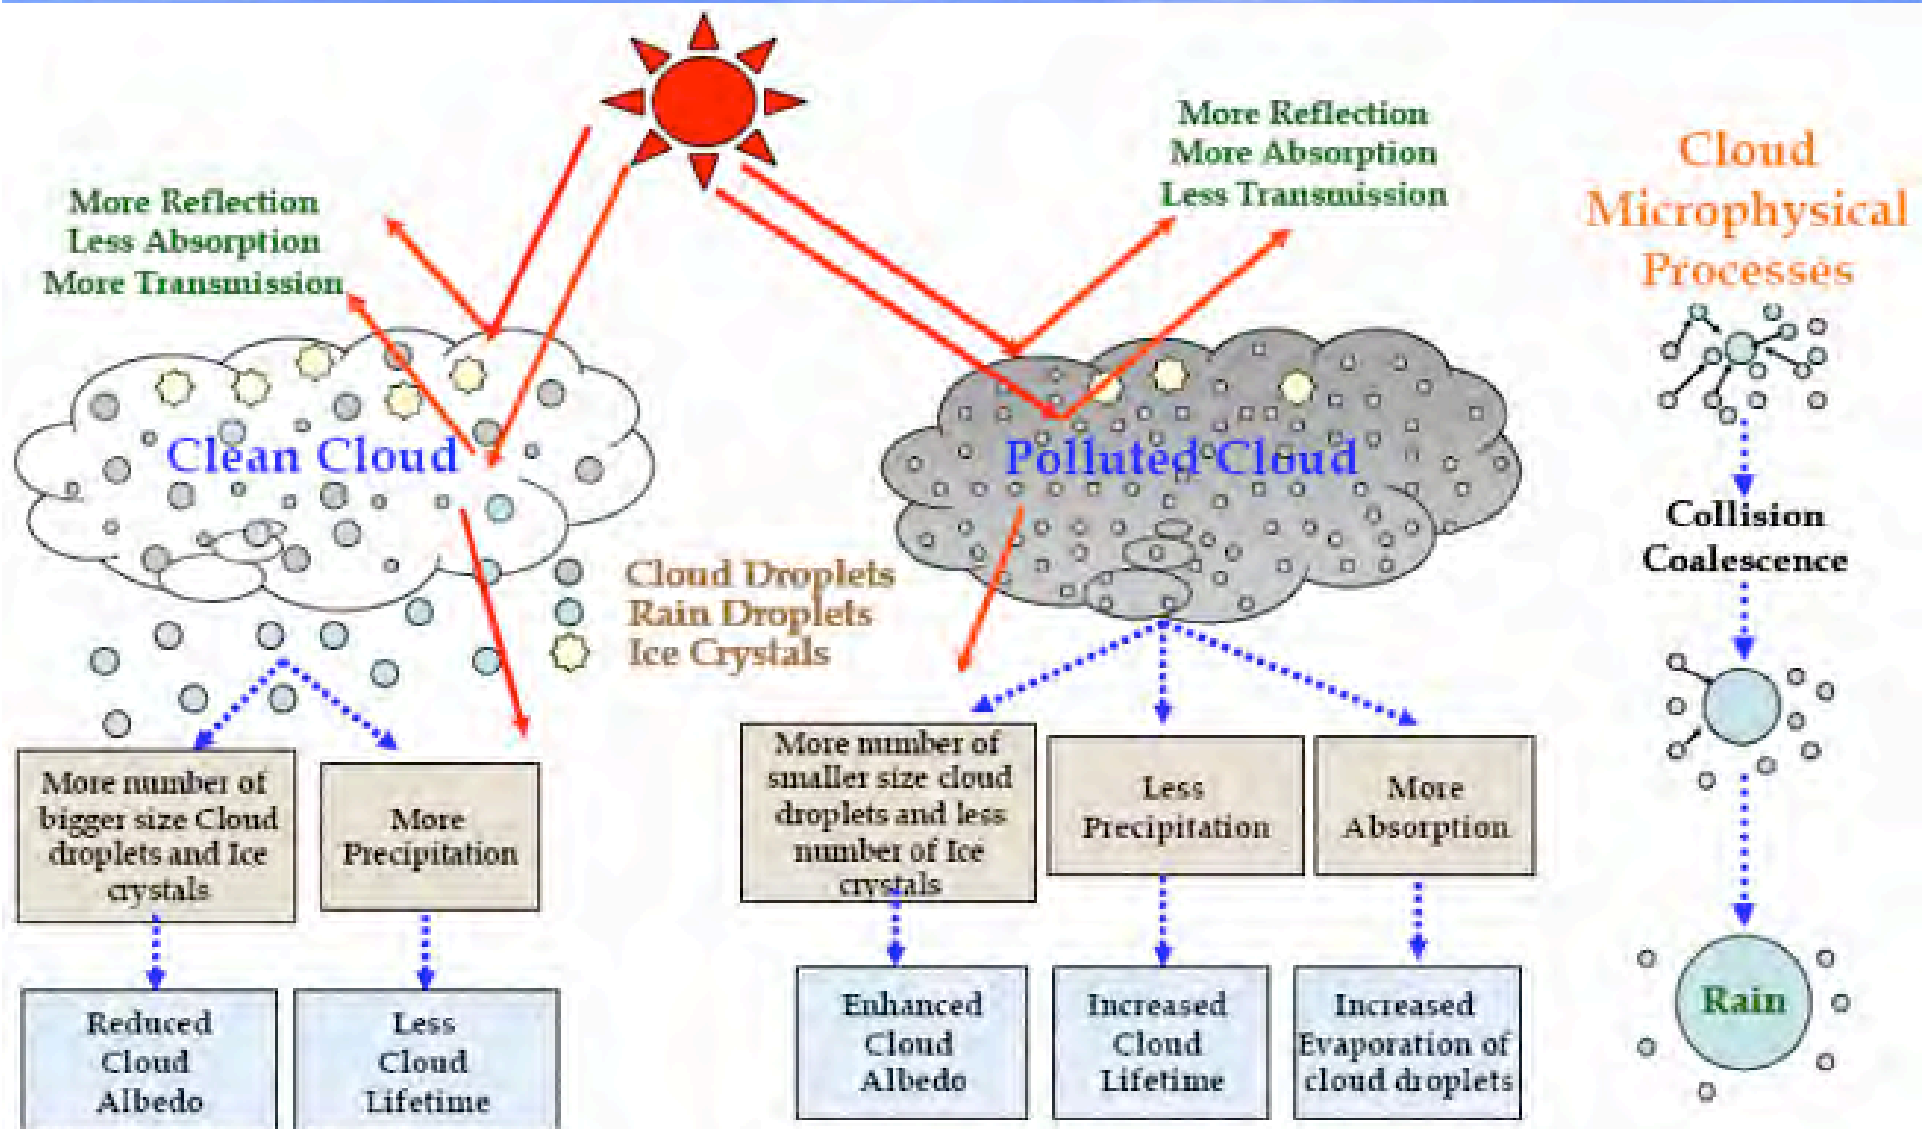 More Reflection
Less Absorption
More Transmission
More Reflection
More Absorption
Less Transmission
Clean Cloud
Polluted Cloud
Cloud Droplets
Rain Droplets
Ice Crystals
More number of
bigger size Cloud
droplets and Ice
crystals
More
Precipitation
Reduced
Cloud
Albedo
Less
Cloud
Lifetime
More number of
smaller size cloud
droplets and less
number of Ice
crystals
Less
Precipitation
More
Absorption
Enhanced
Cloud
Albedo
Increased
Cloud
Lifetime
Increased
Evaporation of
cloud droplets
Cloud
Microphysical
Processes
Collision
Coalescence
Rain